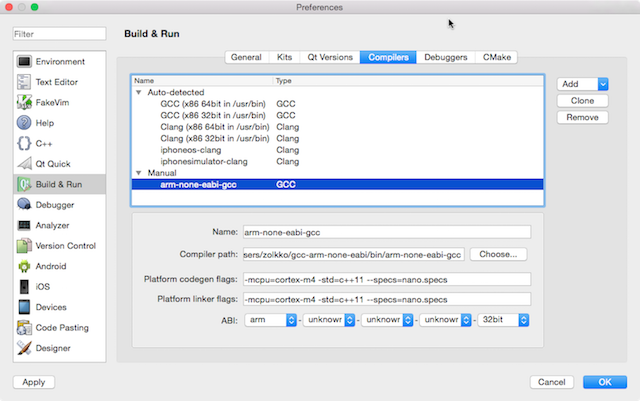 Preferences
Filter
Build & Run
Environment
Text Editor
FakeVim
Help
C++
Qt Quick
Build & Run
Debugger
Analyzer
Version Control
Android
iOS
Devices
Code Pasting
Designer
General Kits Qt Versions Compilers Debuggers CMake
Name Type
Auto-detected
GCC (x86 64bit in /usr/bin) GCC
GCC (x86 32bit in /usr/bin) GCC
Clang (x86 64bit in /usr/bin) Clang
Clang (x86 32bit in /usr/bin) Clang
iphoneos-clang Clang
iphonesimulator-clang Clang
Manual
arm-none-eabi-gcc GCC
Add
Clone
Remove
Name: arm-none-eabi-gcc
Compiler path: sers/zolkko/gcc-arm-none-eabi/bin/arm-none-eabi-gcc Choose...
Platform codegen flags: -mcpu=cortex-m4 -std=c++11 --specs=nano.specs
Platform linker flags: -mcpu=cortex-m4 -std=c++11 --specs=nano.specs
ABI: arm - unknowr - unknowr - unknowr - 32bit
Apply Cancel OK